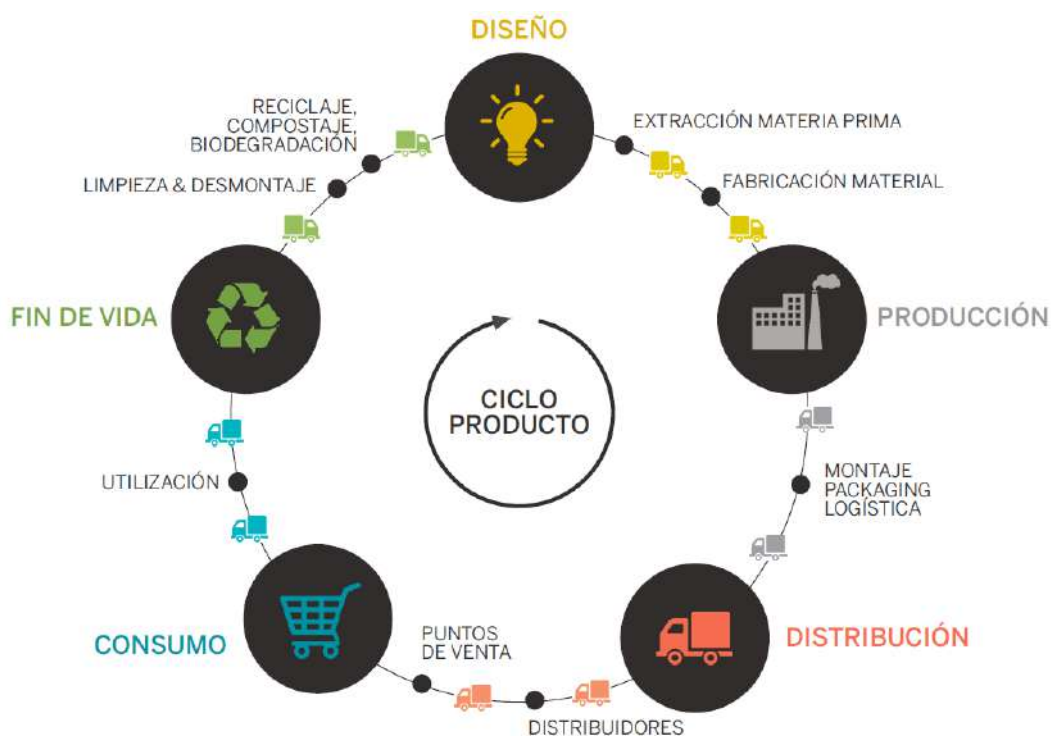 DISEÑO
EXTRACCIÓN MATERIA PRIMA
FABRICACIÓN MATERIAL
PRODUCCIÓN
MONTAJE
PACKAGING
LOGÍSTICA
DISTRIBUCIÓN
DISTRIBUIDORES
PUNTOS
DE VENTA
CONSUMO
UTILIZACIÓN
FIN DE VIDA
LIMPIEZA & DESMONTAJE
RECICLAJE,
COMPOSTAJE,
BIODEGRADACIÓN
CICLO
PRODUCTO